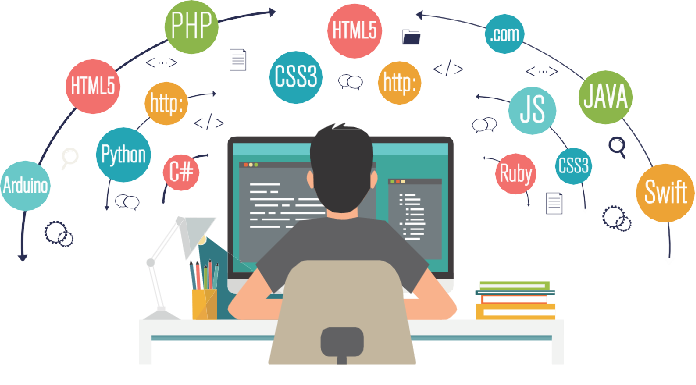 PHP
HTML5
.com
HTML5
CSS3
http:
http:
JS
JAVA
Python
C#
Ruby
CSS3
Arduino
Swift